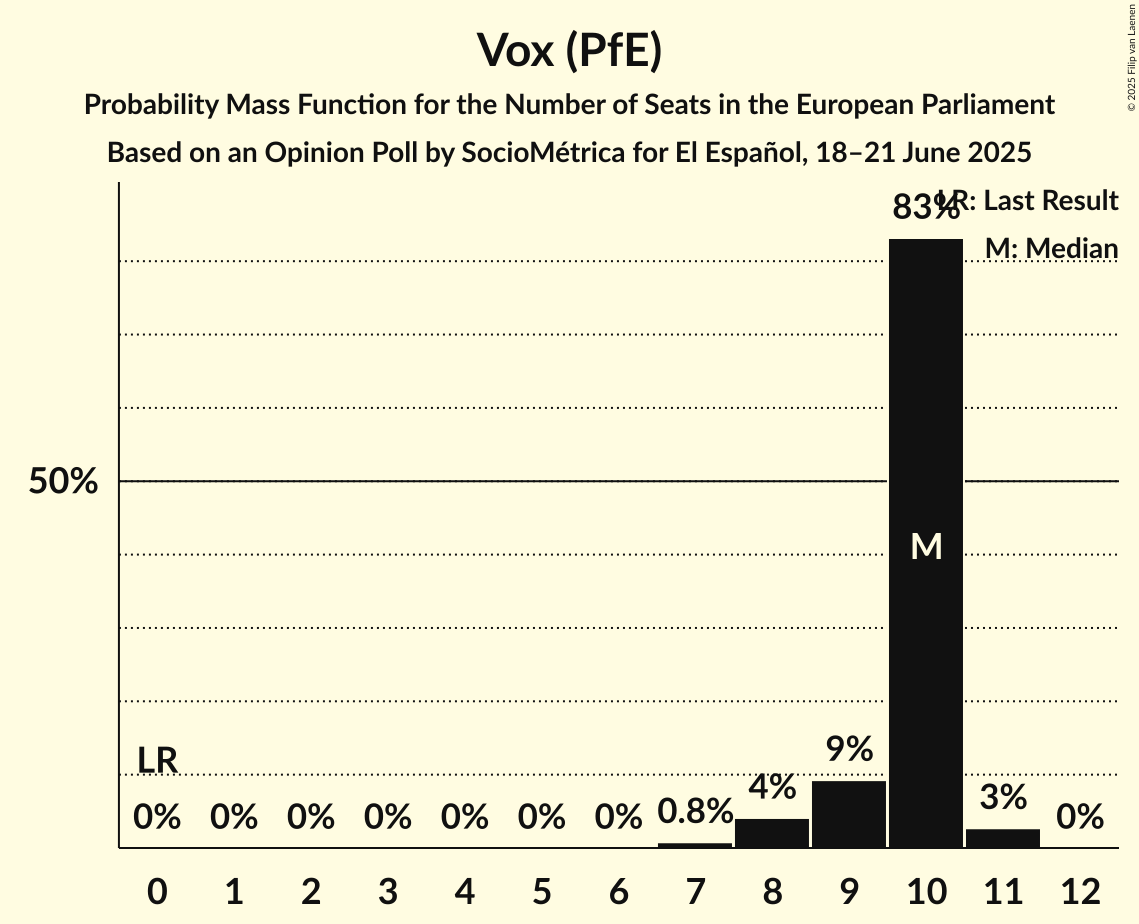 Vox (PfE)
Probability Mass Function for the Number of Seats in the European Parliament
Based on an Opinion Poll by SocioMétrica for El Español, 18–21 June 2025
© 2025 Filip van Laenen
LR: Last Result
M: Median
83%
50%
M
LR
0% 0% 0% 0% 0% 0% 0% 0.8% 4% 9% 3% 0%
0 1 2 3 4 5 6 7 8 9 10 11 12